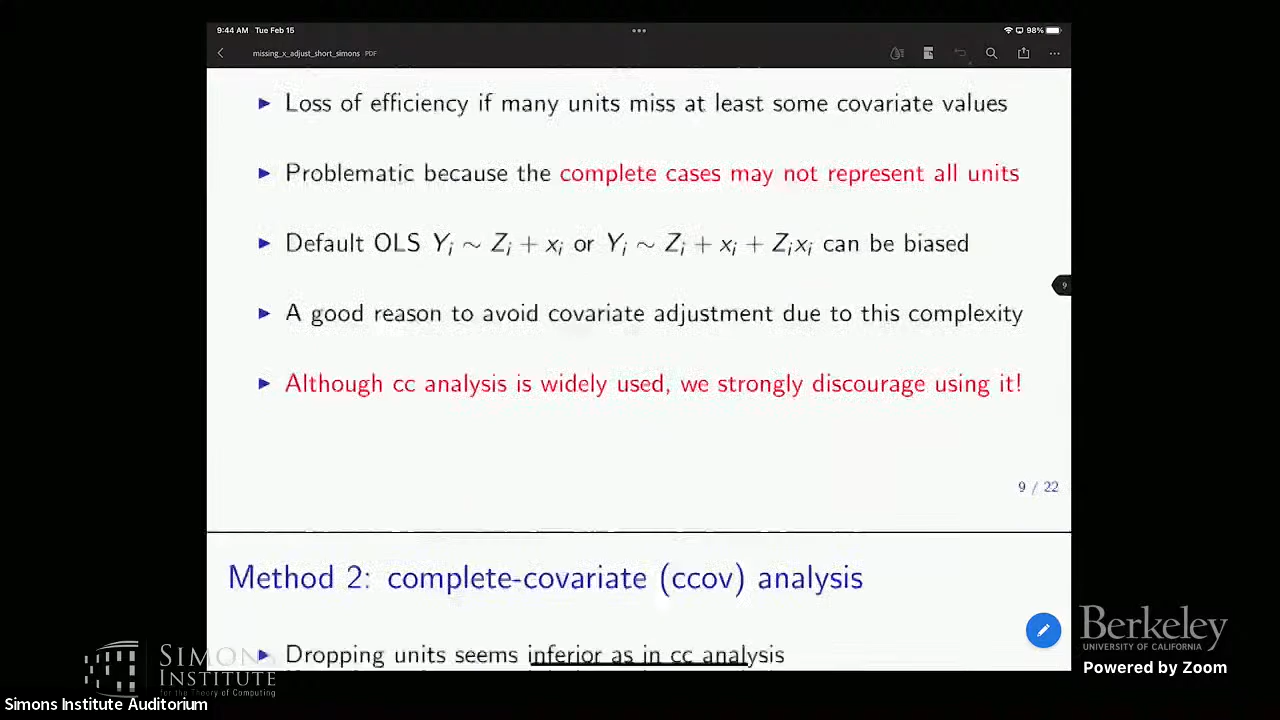 9:44 AM Tue Feb 15
98%
missing_x_adjust_short_simons PDF
▶ Loss of efficiency if many units miss at least some covariate values
▶ Problematic because the complete cases may not represent all units
▶ Default OLS Yᵢ ∼ Zᵢ + xᵢ or Yᵢ ∼ Zᵢ + xᵢ + Zᵢxᵢ can be biased
9
▶ A good reason to avoid covariate adjustment due to this complexity
▶ Although cc analysis is widely used, we strongly discourage using it!
9 / 22
Method 2: complete-covariate (ccov) analysis
▶ Dropping units seems inferior as in cc analysis
Berkeley
UNIVERSITY OF CALIFORNIA
Powered by Zoom
SIMONS
INSTITUTE
for the Theory of Computing
Simons Institute Auditorium